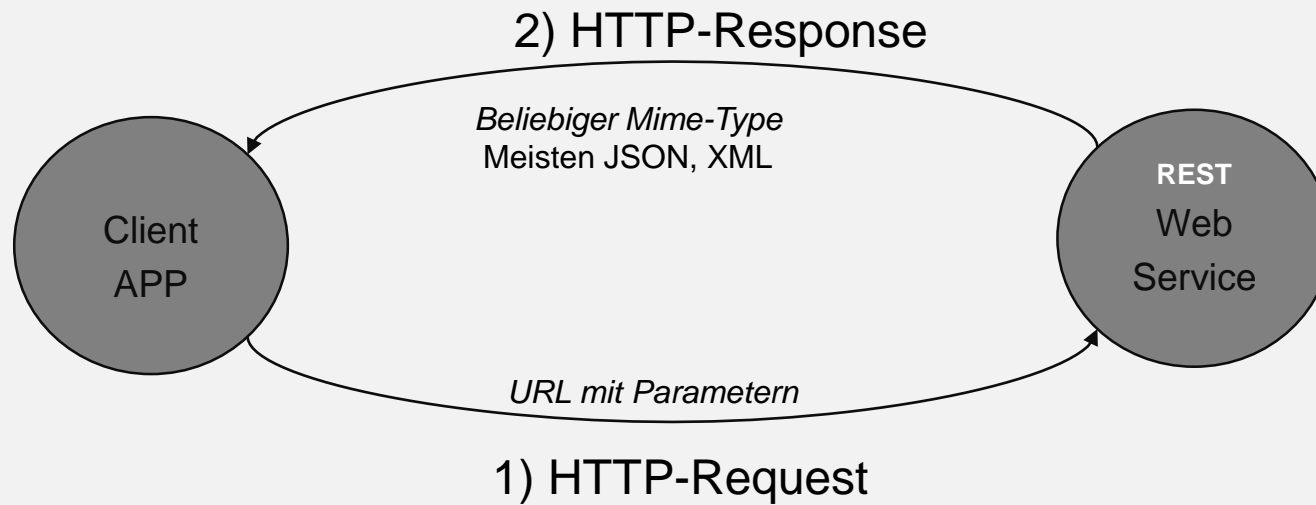 2) HTTP-Response
Beliebiger Mime-Type
Meisten JSON, XML
Client
APP
REST
Web
Service
URL mit Parametern
1) HTTP-Request